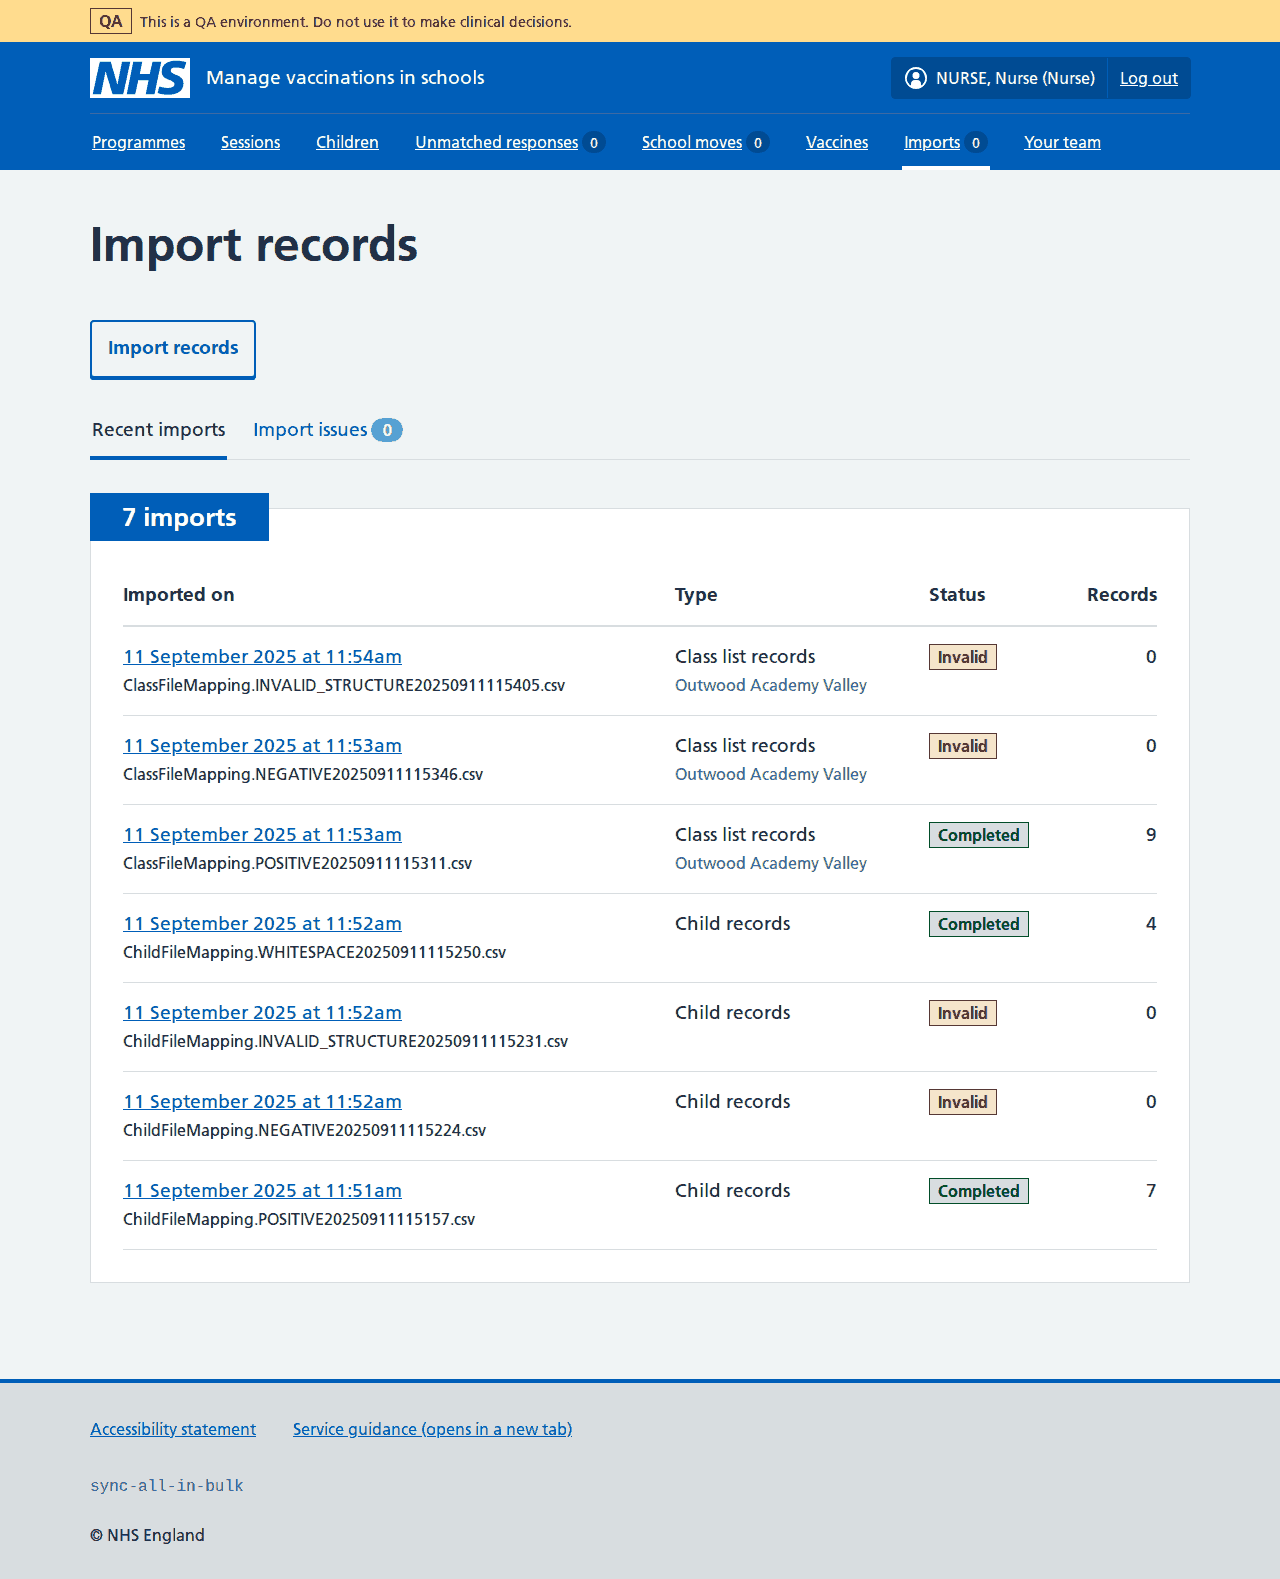 QA This is a QA environment. Do not use it to make clinical decisions.
NHS Manage vaccinations in schools NURSE, Nurse (Nurse) Log out
Programmes Sessions Children Unmatched responses 0 School moves 0 Vaccines Imports 0 Your team
Import records
Import records
Recent imports Import issues 0
7 imports
Imported on Type Status Records
11 September 2025 at 11:54am Class list records Invalid 0
ClassFileMapping.INVALID_STRUCTURE20250911115405.csv Outwood Academy Valley
11 September 2025 at 11:53am Class list records Invalid 0
ClassFileMapping.NEGATIVE20250911115346.csv Outwood Academy Valley
11 September 2025 at 11:53am Class list records Completed 9
ClassFileMapping.POSITIVE20250911115311.csv Outwood Academy Valley
11 September 2025 at 11:52am Child records Completed 4
ChildFileMapping.WHITESPACE20250911115250.csv
11 September 2025 at 11:52am Child records Invalid 0
ChildFileMapping.INVALID_STRUCTURE20250911115231.csv
11 September 2025 at 11:52am Child records Invalid 0
ChildFileMapping.NEGATIVE20250911115224.csv
11 September 2025 at 11:51am Child records Completed 7
ChildFileMapping.POSITIVE20250911115157.csv
Accessibility statement Service guidance (opens in a new tab)
sync-all-in-bulk
© NHS England